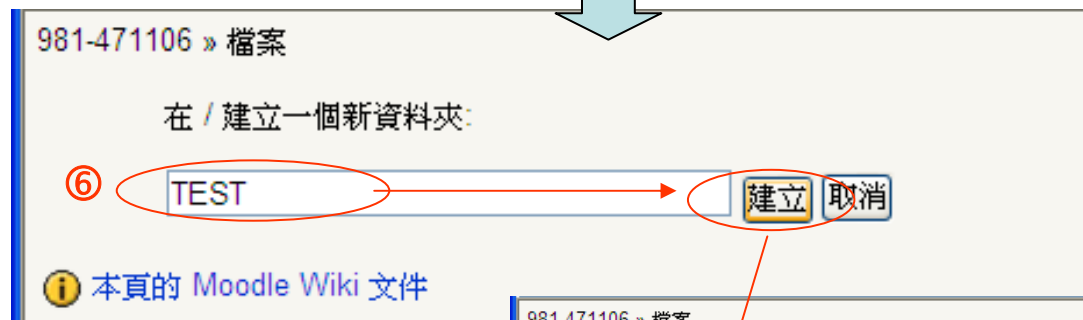 981-471106 » 檔案
在 / 建立一個新資料夾:
⑥ TEST 建立 取消
本頁的 Moodle Wiki 文件
981-471106 » 檔案